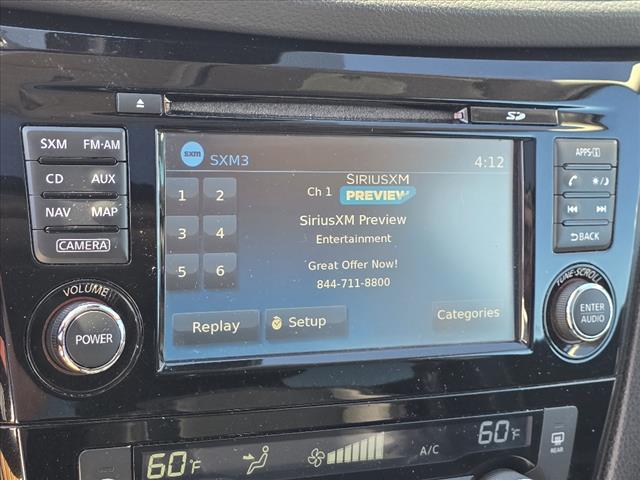 SD
SXM FM·AM
CD AUX
NAV MAP
CAMERA
sxm SXM3 4:12
SIRIUSXM
Ch 1 PREVIEW
SiriusXM Preview
Entertainment
Great Offer Now!
844-711-8800
1 2
3 4
5 6
Replay Setup Categories
APPS·i
BACK
VOLUME
POWER
TUNE·SCROLL
ENTER
AUDIO
60°F A/C 60°F
REAR